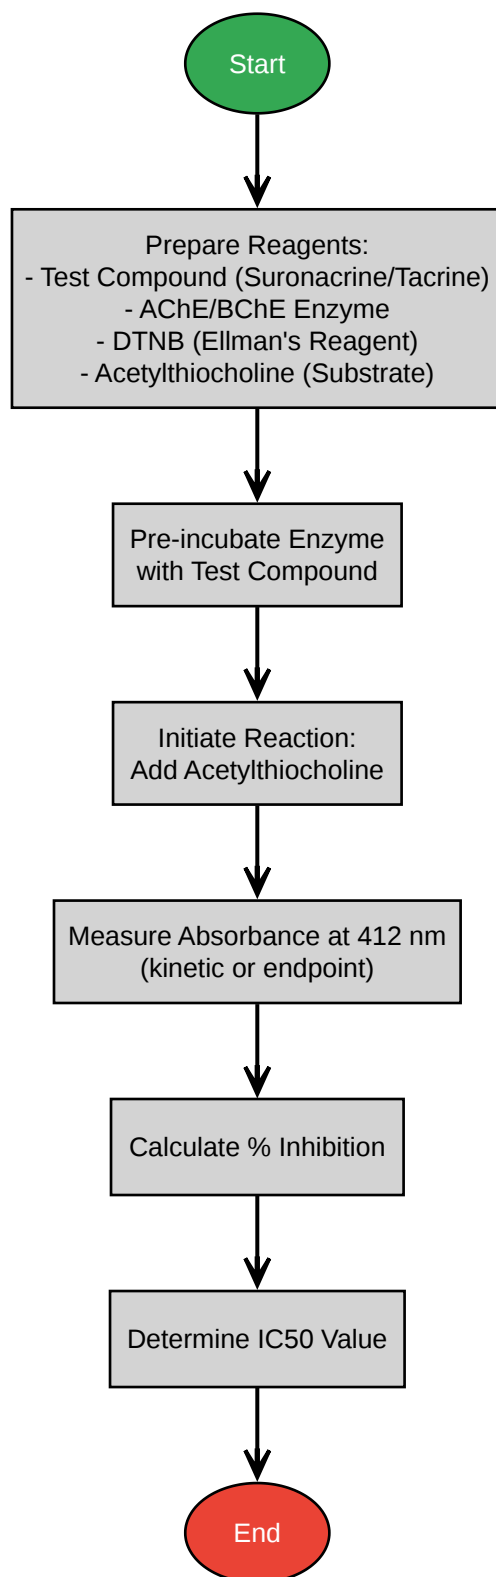 Start
Prepare Reagents:
- Test Compound (Suronacrine/Tacrine)
- AChE/BChE Enzyme
- DTNB (Ellman's Reagent)
- Acetylthiocholine (Substrate)
Pre-incubate Enzyme
with Test Compound
Initiate Reaction:
Add Acetylthiocholine
Measure Absorbance at 412 nm
(kinetic or endpoint)
Calculate % Inhibition
Determine IC50 Value
End